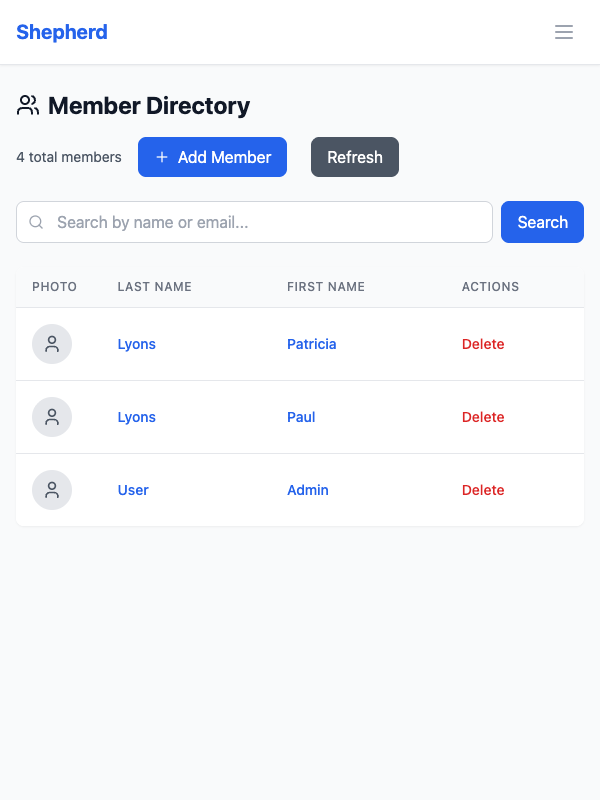 Shepherd
Member Directory
4 total members
Add Member
Refresh
Search by name or email...
Search
PHOTO LAST NAME FIRST NAME ACTIONS
Lyons Patricia Delete
Lyons Paul Delete
User Admin Delete